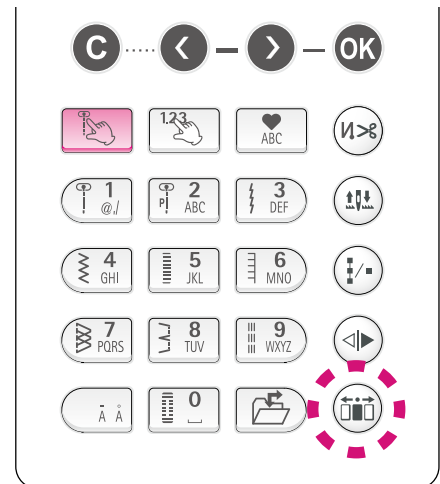 C OK
1.2.3 ABC
1 @./ P 2 ABC 3 DEF
4 GHI 5 JKL 6 MNO
7 PQRS 8 TUV 9 WXYZ
Ā Â 0